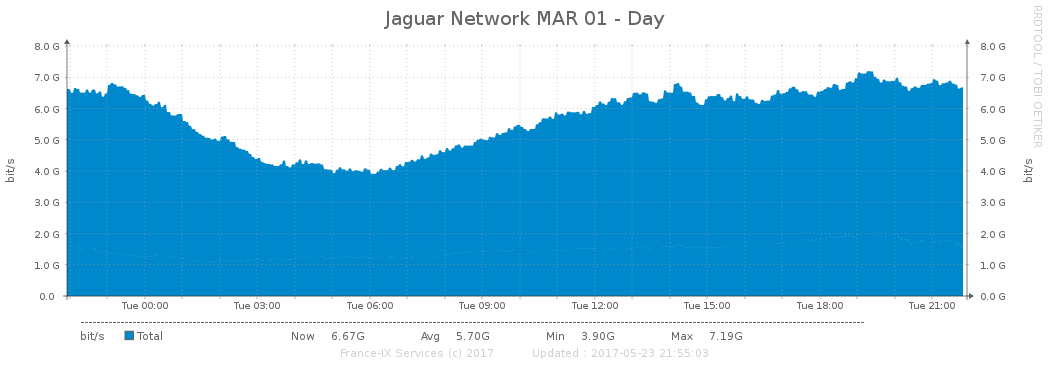 Jaguar Network MAR 01 - Day
RRDTOOL / TOBI OETIKER
8.0 G 8.0 G
7.0 G 7.0 G
6.0 G 6.0 G
5.0 G 5.0 G
4.0 G 4.0 G
3.0 G 3.0 G
2.0 G 2.0 G
1.0 G 1.0 G
0.0 0.0 G
bit/s bit/s
Tue 00:00 Tue 03:00 Tue 06:00 Tue 09:00 Tue 12:00 Tue 15:00 Tue 18:00 Tue 21:00
bit/s Total Now 6.67G Avg 5.70G Min 3.90G Max 7.19G
France-IX Services (c) 2017 Updated : 2017-05-23 21:55:03